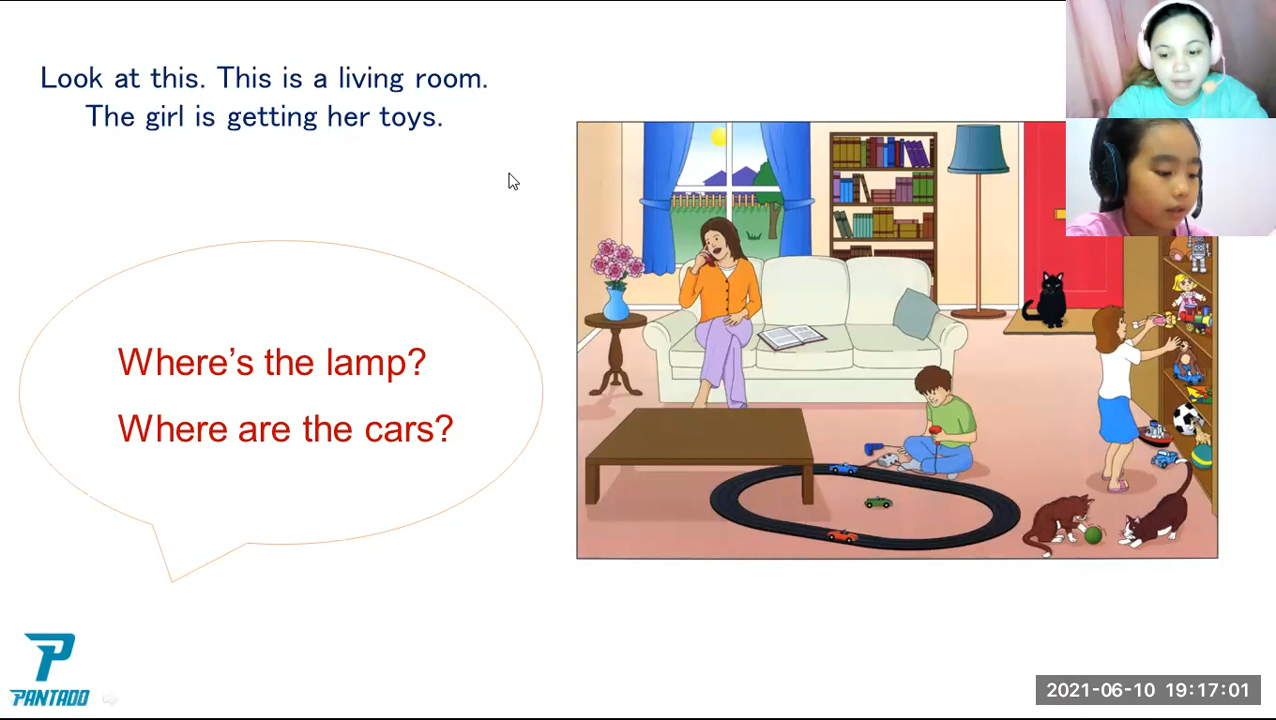 Look at this. This is a living room.
The girl is getting her toys.
Where's the lamp?
Where are the cars?
PANTADO
2021-06-10 19:17:01